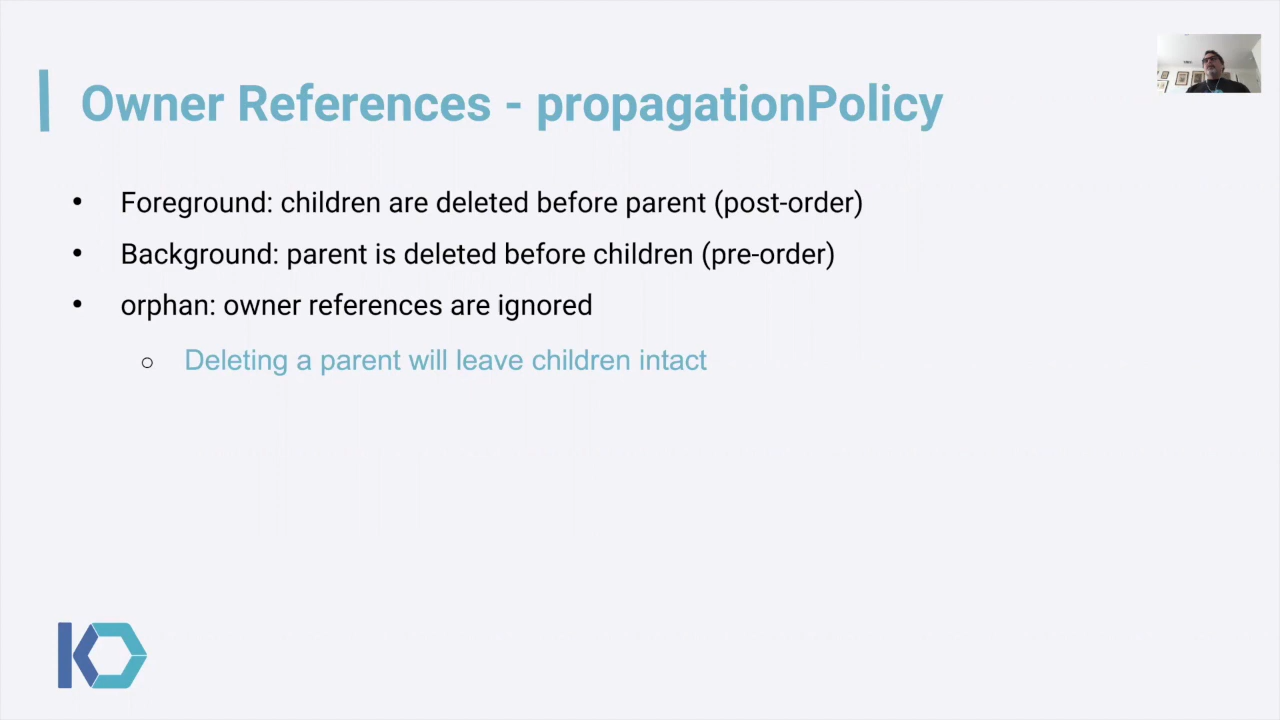 Owner References - propagationPolicy
• Foreground: children are deleted before parent (post-order)
• Background: parent is deleted before children (pre-order)
• orphan: owner references are ignored
○ Deleting a parent will leave children intact